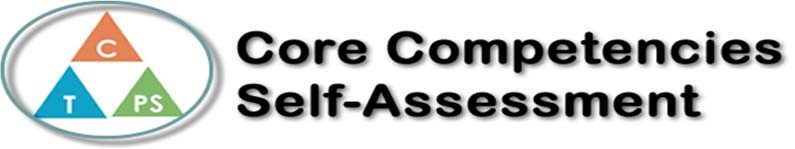 C
T PS
Core Competencies
Self-Assessment